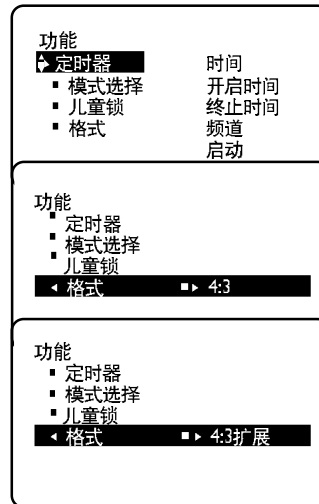 功能
定时器 时间
模式选择 开启时间
儿童锁 终止时间
格式 频道
启动
功能
定时器
模式选择
儿童锁
格式 4:3
功能
定时器
模式选择
儿童锁
格式 4:3扩展